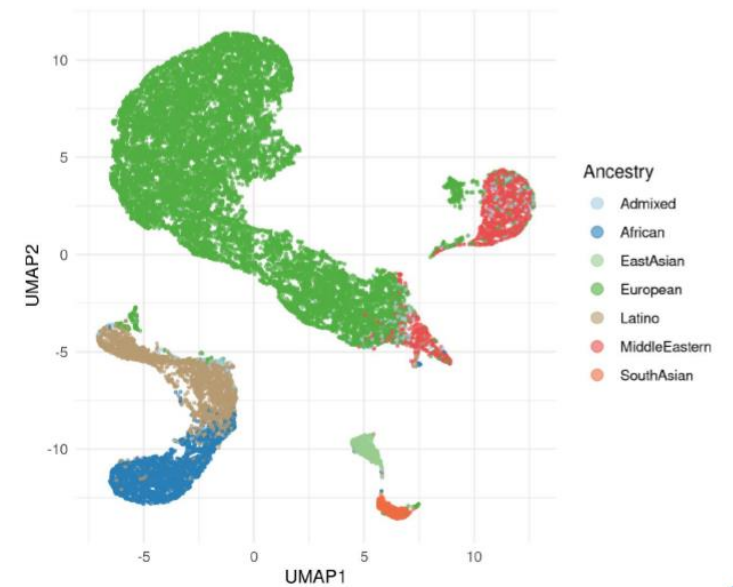 10
5
0
-5
-10
UMAP2
-5 0 5 10
UMAP1
Ancestry
Admixed
African
EastAsian
European
Latino
MiddleEastern
SouthAsian